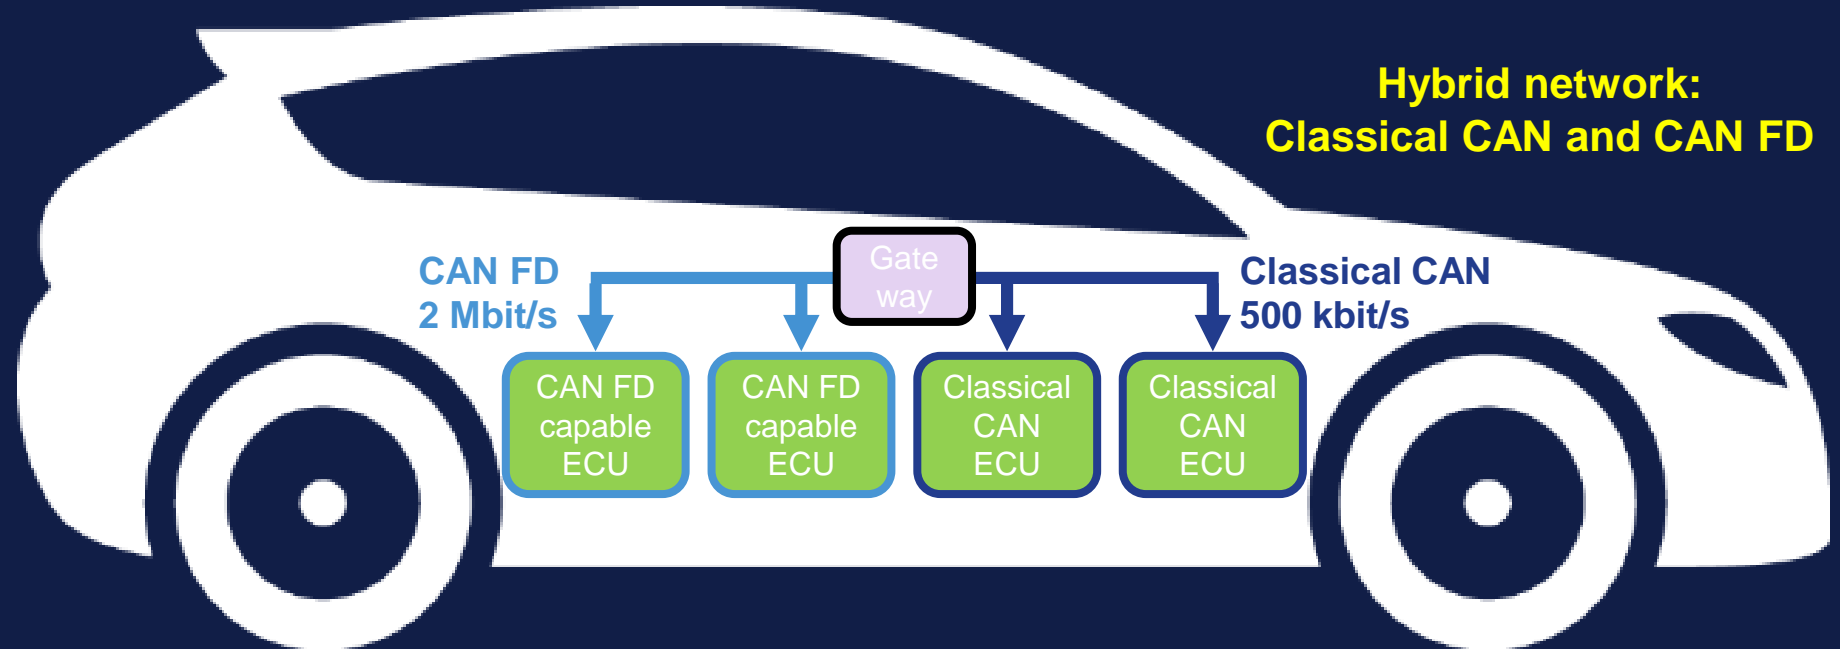 Hybrid network:
Classical CAN and CAN FD
Gate
way
CAN FD
2 Mbit/s
Classical CAN
500 kbit/s
CAN FD
capable
ECU
CAN FD
capable
ECU
Classical
CAN
ECU
Classical
CAN
ECU